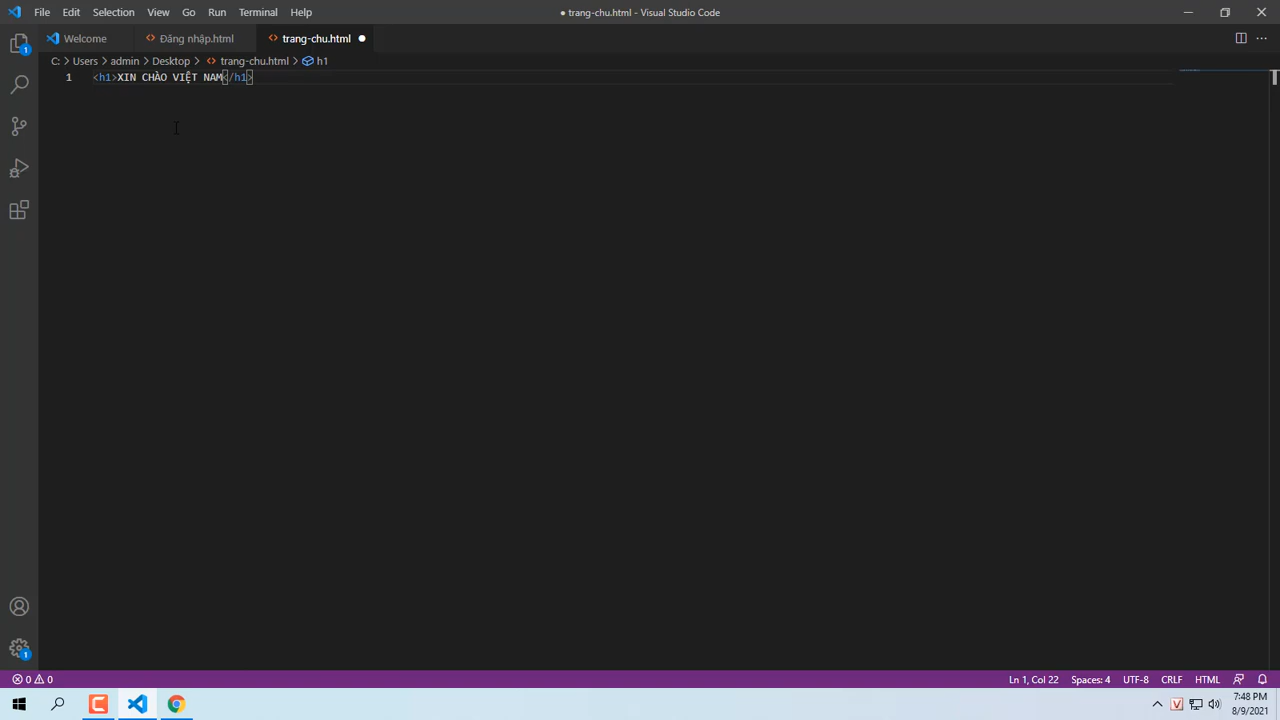 File Edit Selection View Go Run Terminal Help ● trang-chu.html - Visual Studio Code
Welcome Đăng nhập.html trang-chu.html ●
C: > Users > admin > Desktop > trang-chu.html > h1
1 <h1>XIN CHÀO VIỆT NAM</h1>
1
1
0 0 Ln 1, Col 22 Spaces: 4 UTF-8 CRLF HTML
V 7:48 PM
8/9/2021